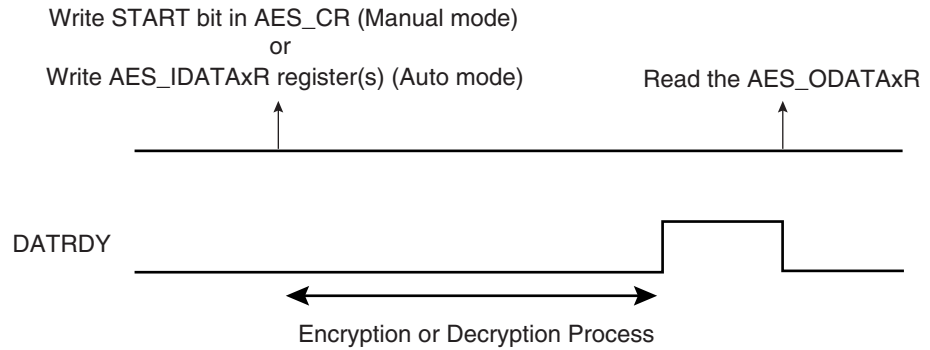 Write START bit in AES_CR (Manual mode)
or
Write AES_IDATAxR register(s) (Auto mode)
Read the AES_ODATAxR
DATRDY
Encryption or Decryption Process